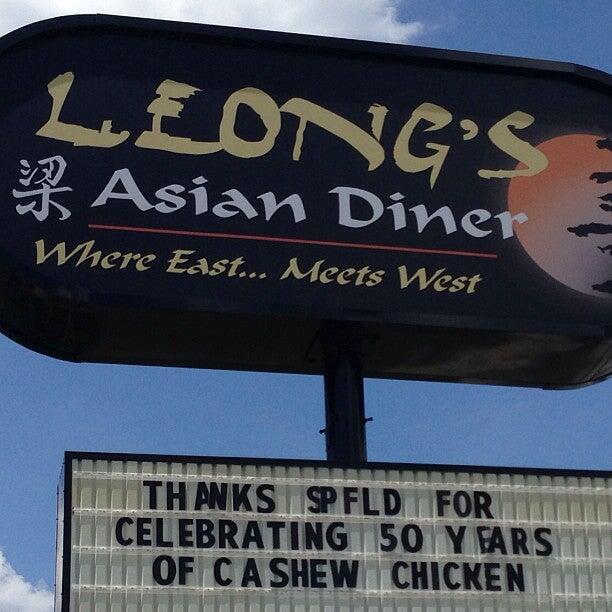 LEONG'S
梁 Asian Diner
Where East... Meets West
THANKS SPFLD FOR
CELEBRATING 50 YEARS
OF CASHEW CHICKEN